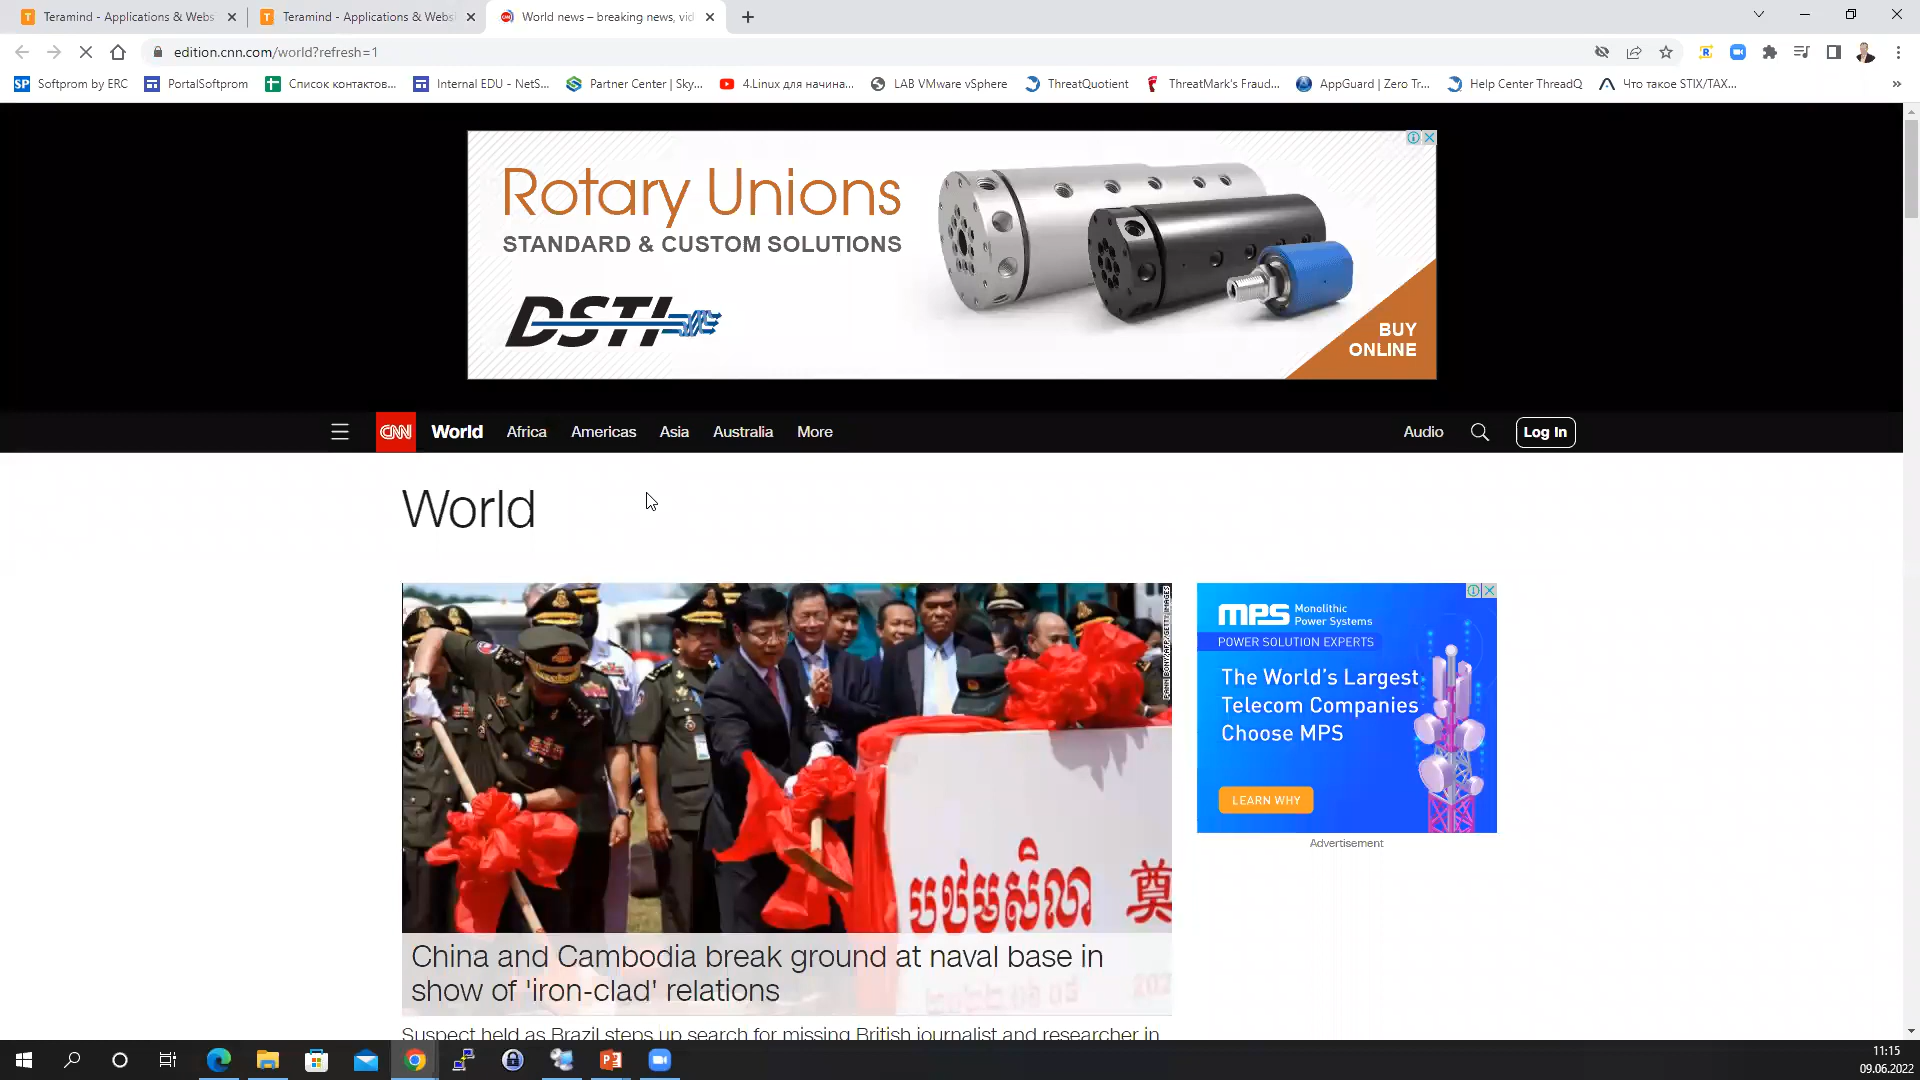 Teramind - Applications & Webs
Teramind - Applications & Webs
World news – breaking news, vid
edition.cnn.com/world?refresh=1
Softprom by ERC
PortalSoftprom
Список контактов...
Internal EDU - NetS...
Partner Center | Sky...
4.Linux для начина...
LAB VMware vSphere
ThreatQuotient
ThreatMark's Fraud...
AppGuard | Zero Tr...
Help Center ThreadQ
Что такое STIX/TAX...
Rotary Unions
STANDARD & CUSTOM SOLUTIONS
DSTI
BUY
ONLINE
CNN
World
Africa
Americas
Asia
Australia
More
Audio
Log In
World
បឋមសិលា 奠
China and Cambodia break ground at naval base in
show of 'iron-clad' relations
Suspect held as Brazil steps up search for missing British journalist and researcher in
MPS Monolithic
Power Systems
POWER SOLUTION EXPERTS
The World's Largest
Telecom Companies
Choose MPS
LEARN WHY
Advertisement
11:15
09.06.2022